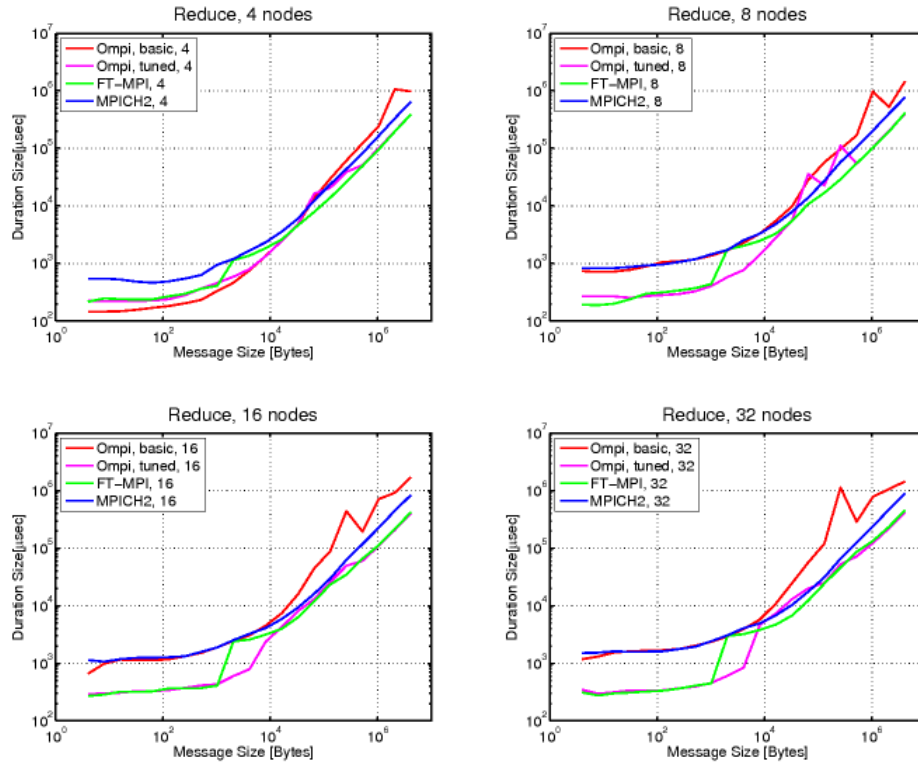 Reduce, 4 nodes
10^7
10^6
10^5
10^4
10^3
10^2
Duration Size[μsec]
Ompi, basic, 4
Ompi, tuned, 4
FT-MPI, 4
MPICH2, 4
10^0
10^2
10^4
10^6
Message Size [Bytes]
Reduce, 8 nodes
10^7
10^6
10^5
10^4
10^3
10^2
Duration Size[μsec]
Ompi, basic, 8
Ompi, tuned, 8
FT-MPI, 8
MPICH2, 8
10^0
10^2
10^4
10^6
Message Size [Bytes]
Reduce, 16 nodes
10^7
10^6
10^5
10^4
10^3
10^2
Duration Size[μsec]
Ompi, basic, 16
Ompi, tuned, 16
FT-MPI, 16
MPICH2, 16
10^0
10^2
10^4
10^6
Message Size [Bytes]
Reduce, 32 nodes
10^7
10^6
10^5
10^4
10^3
10^2
Duration Size[μsec]
Ompi, basic, 32
Ompi, tuned, 32
FT-MPI, 32
MPICH2, 32
10^0
10^2
10^4
10^6
Message Size [Bytes]